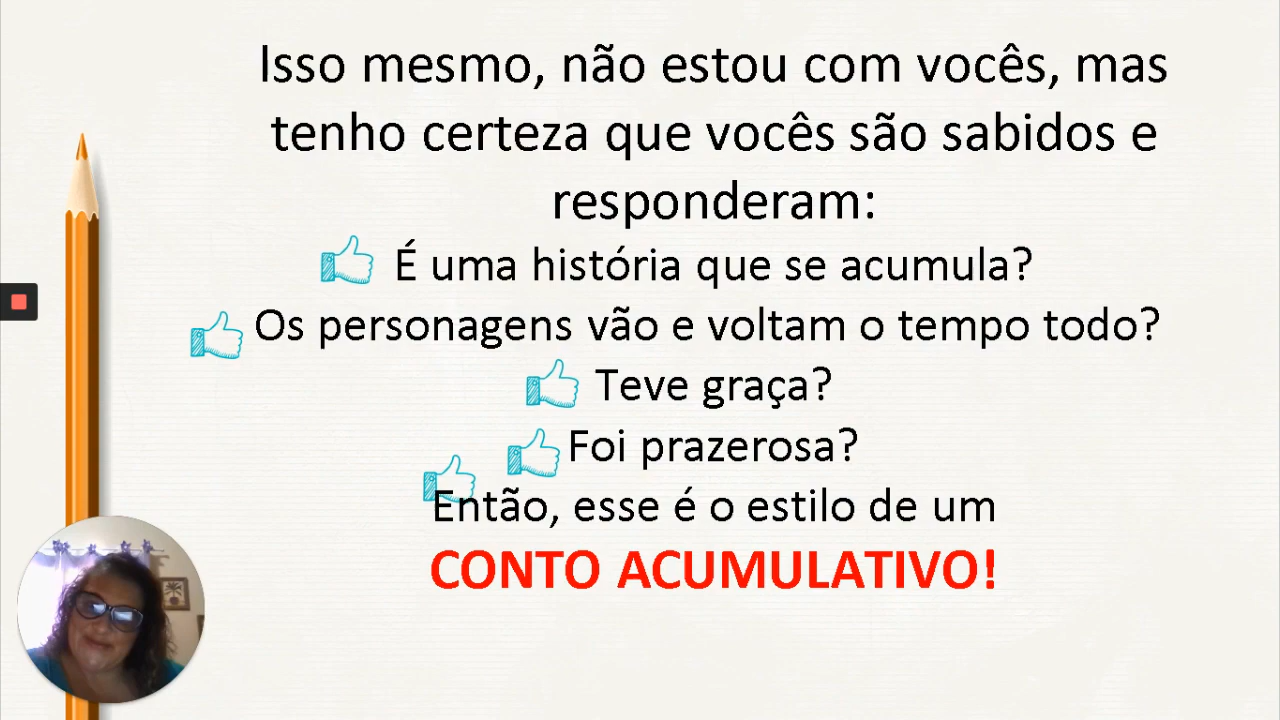 Isso mesmo, não estou com vocês, mas
tenho certeza que vocês são sabidos e
responderam:
É uma história que se acumula?
Os personagens vão e voltam o tempo todo?
Teve graça?
Foi prazerosa?
Então, esse é o estilo de um
CONTO ACUMULATIVO!